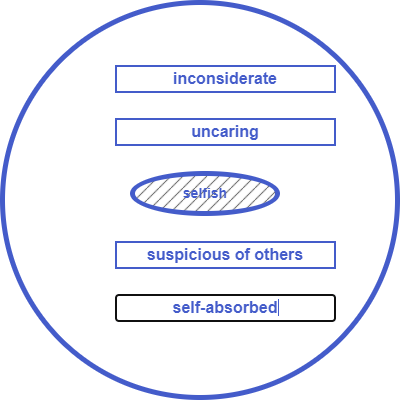 inconsiderate
uncaring
selfish
suspicious of others
self-absorbed